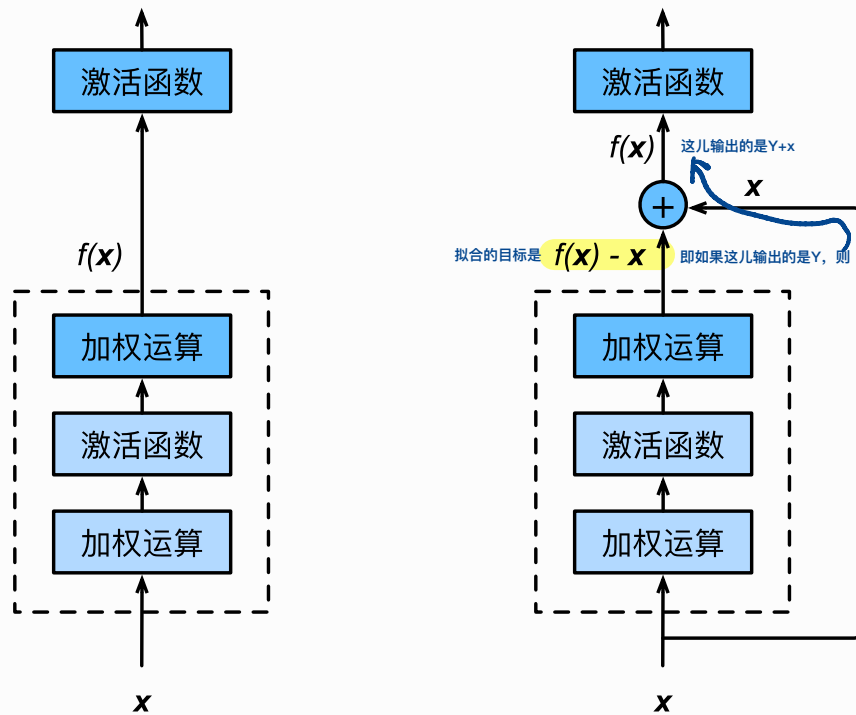 激活函数
f(x)
加权运算
激活函数
加权运算
x
激活函数
f(x)
这儿输出的是Y+x
x
+
拟合的目标是
f(x) - x
即如果这儿输出的是Y，则
加权运算
激活函数
加权运算
x